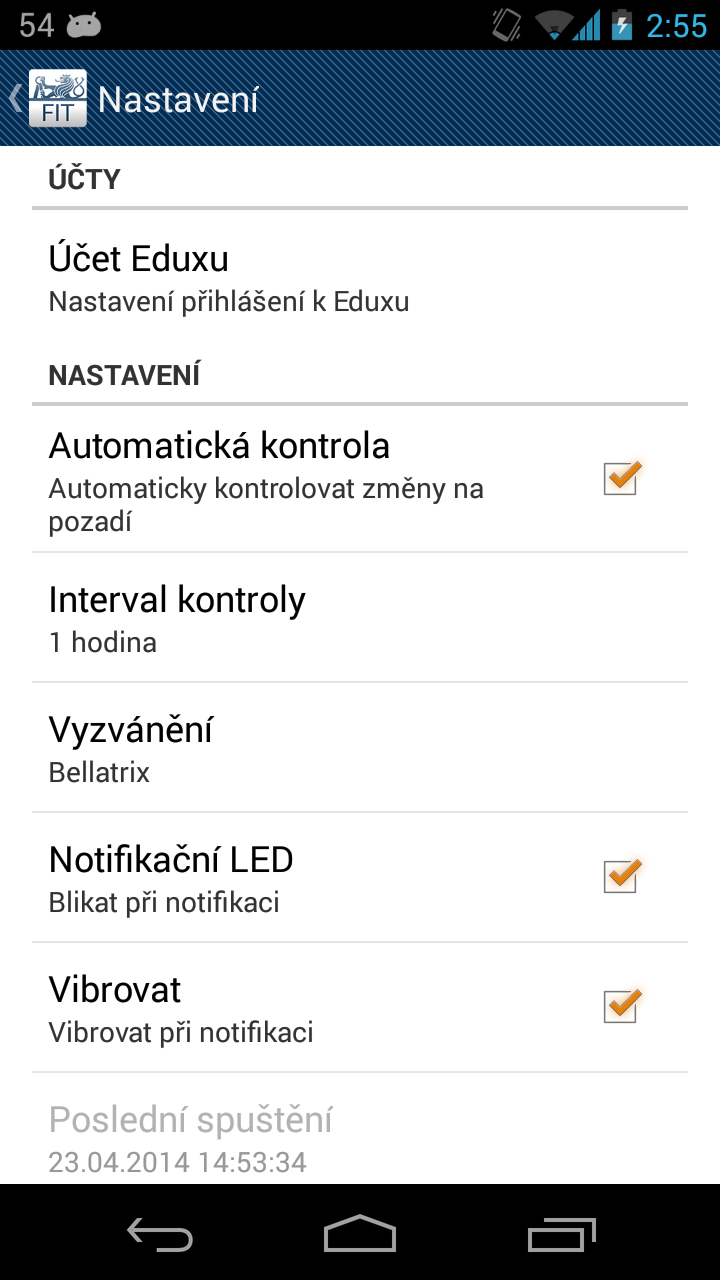 54 2:55
FIT Nastavení
ÚČTY
Účet Eduxu
Nastavení přihlášení k Eduxu
NASTAVENÍ
Automatická kontrola
Automaticky kontrolovat změny na
pozadí
Interval kontroly
1 hodina
Vyzvánění
Bellatrix
Notifikační LED
Blikat při notifikaci
Vibrovat
Vibrovat při notifikaci
Poslední spuštění
23.04.2014 14:53:34